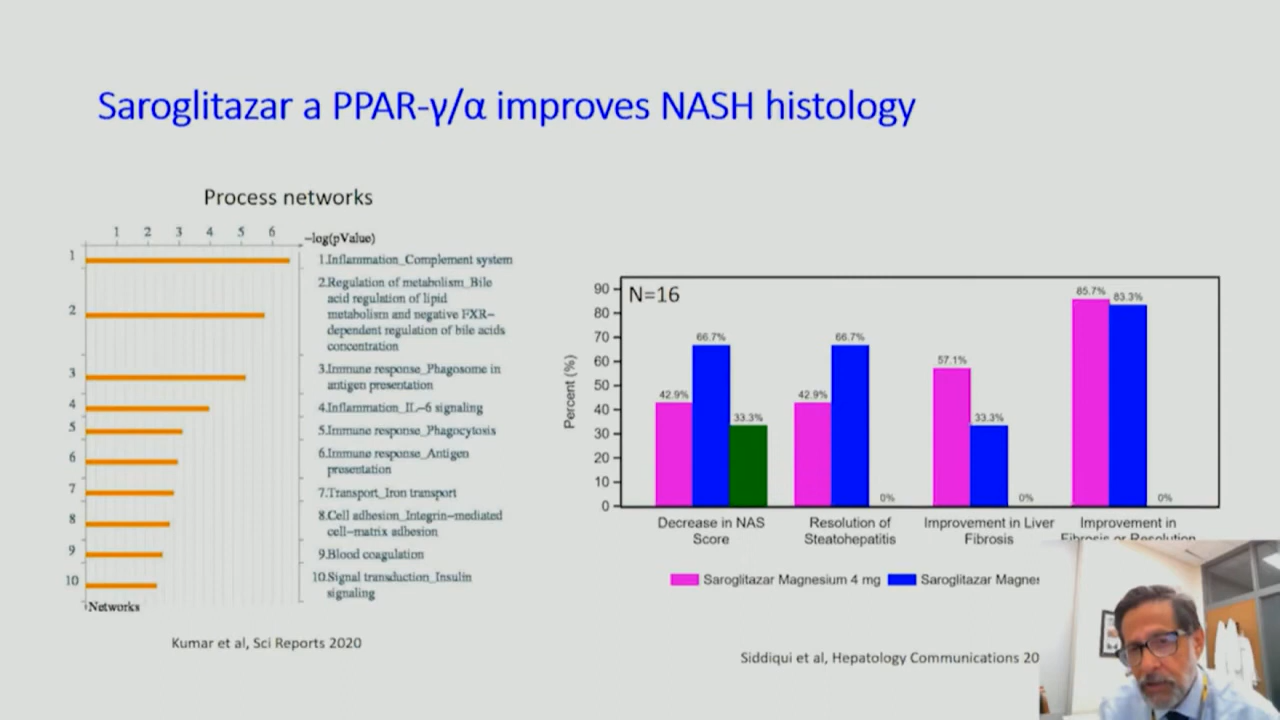 Saroglitazar a PPAR-γ/α improves NASH histology
Process networks
1 2 3 4 5 6
−log(pValue)
1
1.Inflammation_Complement system
2
2.Regulation of metabolism_Bile
acid regulation of lipid
metabolism and negative FXR−
dependent regulation of bile acids
concentration
3
3.Immune response_Phagosome in
antigen presentation
4
4.Inflammation_IL−6 signaling
5
5.Immune response_Phagocytosis
6
6.Immune response_Antigen
presentation
7
7.Transport_Iron transport
8
8.Cell adhesion_Integrin−mediated
cell−matrix adhesion
9
9.Blood coagulation
10
10.Signal transduction_Insulin
signaling
Networks
Kumar et al, Sci Reports 2020
N=16
Percent (%)
90
80
70
60
50
40
30
20
10
0
42.9%
66.7%
33.3%
42.9%
66.7%
0%
57.1%
33.3%
0%
85.7%
83.3%
0%
Decrease in NAS
Score
Resolution of
Steatohepatitis
Improvement in Liver
Fibrosis
Improvement in
Fibrosis or Resolution
Saroglitazar Magnesium 4 mg
Saroglitazar Magne
Siddiqui et al, Hepatology Communications 20